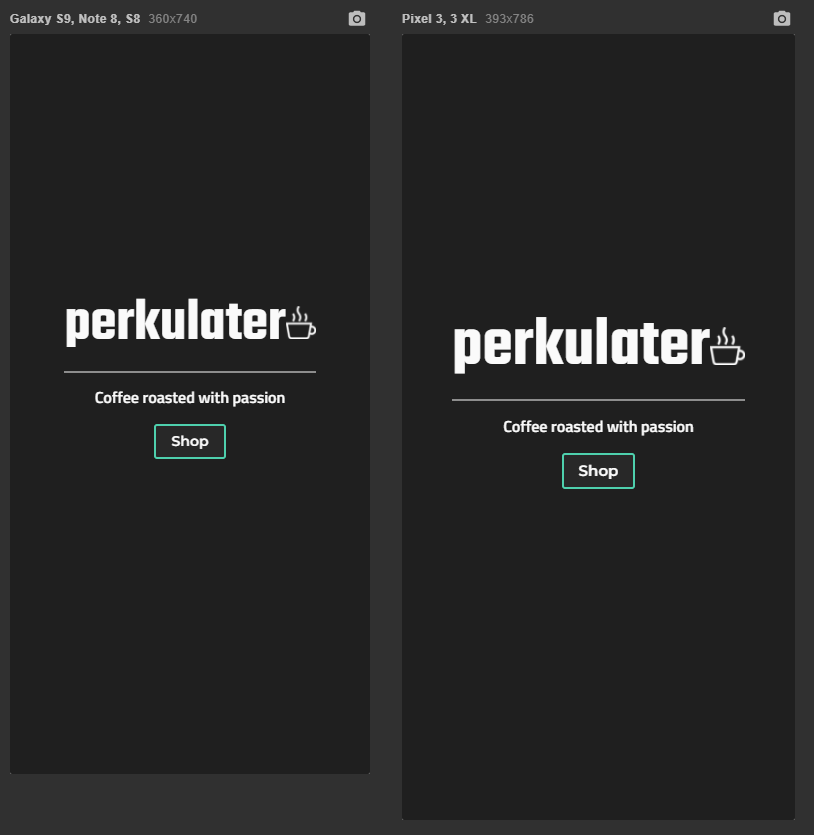 Galaxy S9, Note 8, S8 360x740
perkulater
Coffee roasted with passion
Shop
Pixel 3, 3 XL 393x786
perkulater
Coffee roasted with passion
Shop